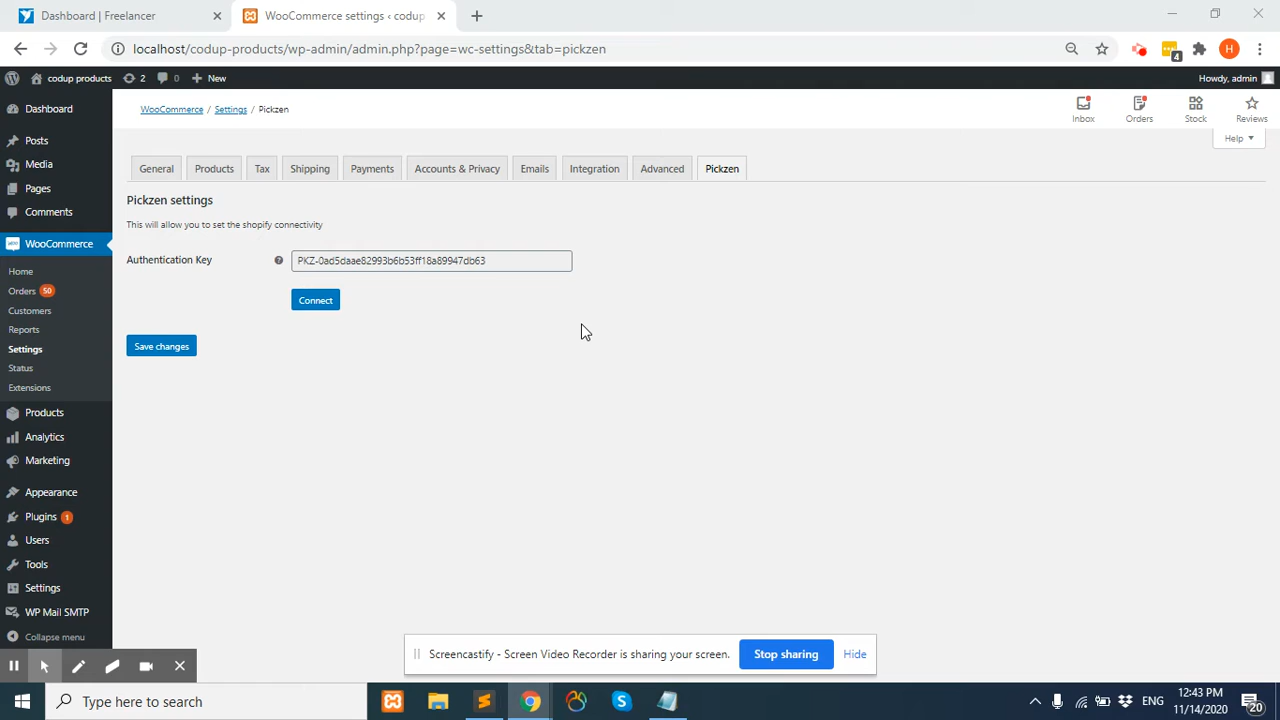 Dashboard | Freelancer
WooCommerce settings ‹ codup
localhost/codup-products/wp-admin/admin.php?page=wc-settings&tab=pickzen
4
H
codup products
2
0
New
Howdy, admin
Dashboard
Posts
Media
Pages
Comments
WooCommerce
Home
Orders 50
Customers
Reports
Settings
Status
Extensions
Products
Analytics
Marketing
Appearance
Plugins 1
Users
Tools
Settings
WP Mail SMTP
Collapse menu
WooCommerce / Settings / Pickzen
Inbox
Orders
Stock
Reviews
Help
General
Products
Tax
Shipping
Payments
Accounts & Privacy
Emails
Integration
Advanced
Pickzen
Pickzen settings
This will allow you to set the shopify connectivity
Authentication Key
PKZ-0ad5daae82993b6b53ff18a89947db63
Connect
Save changes
Screencastify - Screen Video Recorder is sharing your screen.
Stop sharing
Hide
Type here to search
ENG
12:43 PM
11/14/2020
20